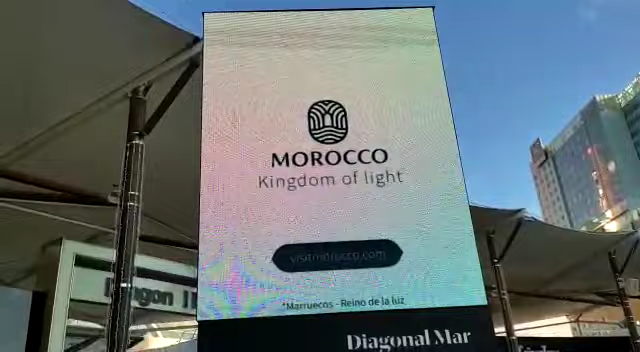 MOROCCO
Kingdom of light
visitmorocco.com
*Marruecos - Reino de la luz
Diagonal Mar